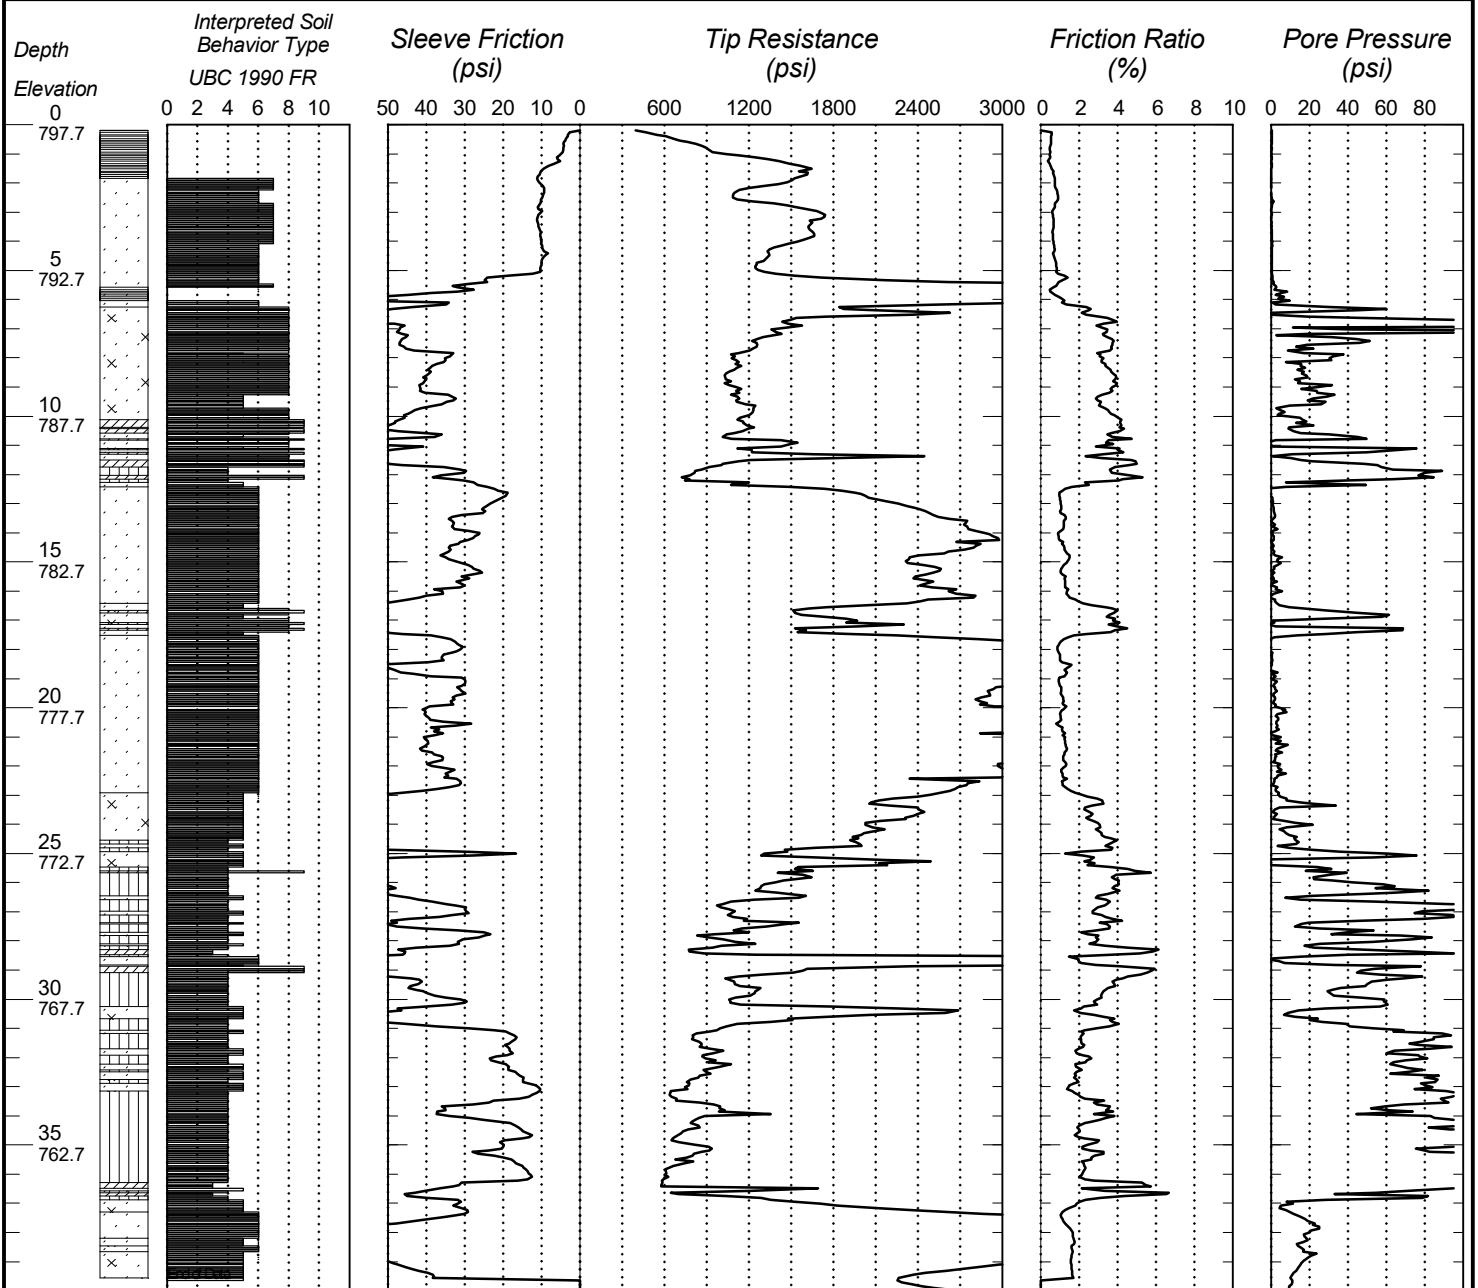 Depth
Elevation
Interpreted Soil
Behavior Type
UBC 1990 FR
Sleeve Friction
(psi)
Tip Resistance
(psi)
Friction Ratio
(%)
Pore Pressure
(psi)
0 2 4 6 8 10
50 40 30 20 10 0
600 1200 1800 2400 3000
0 2 4 6 10
0 20 40 60 80
0
797.7
5
792.7
10
787.7
15
782.7
20
777.7
25
772.7
30
767.7
35
762.7